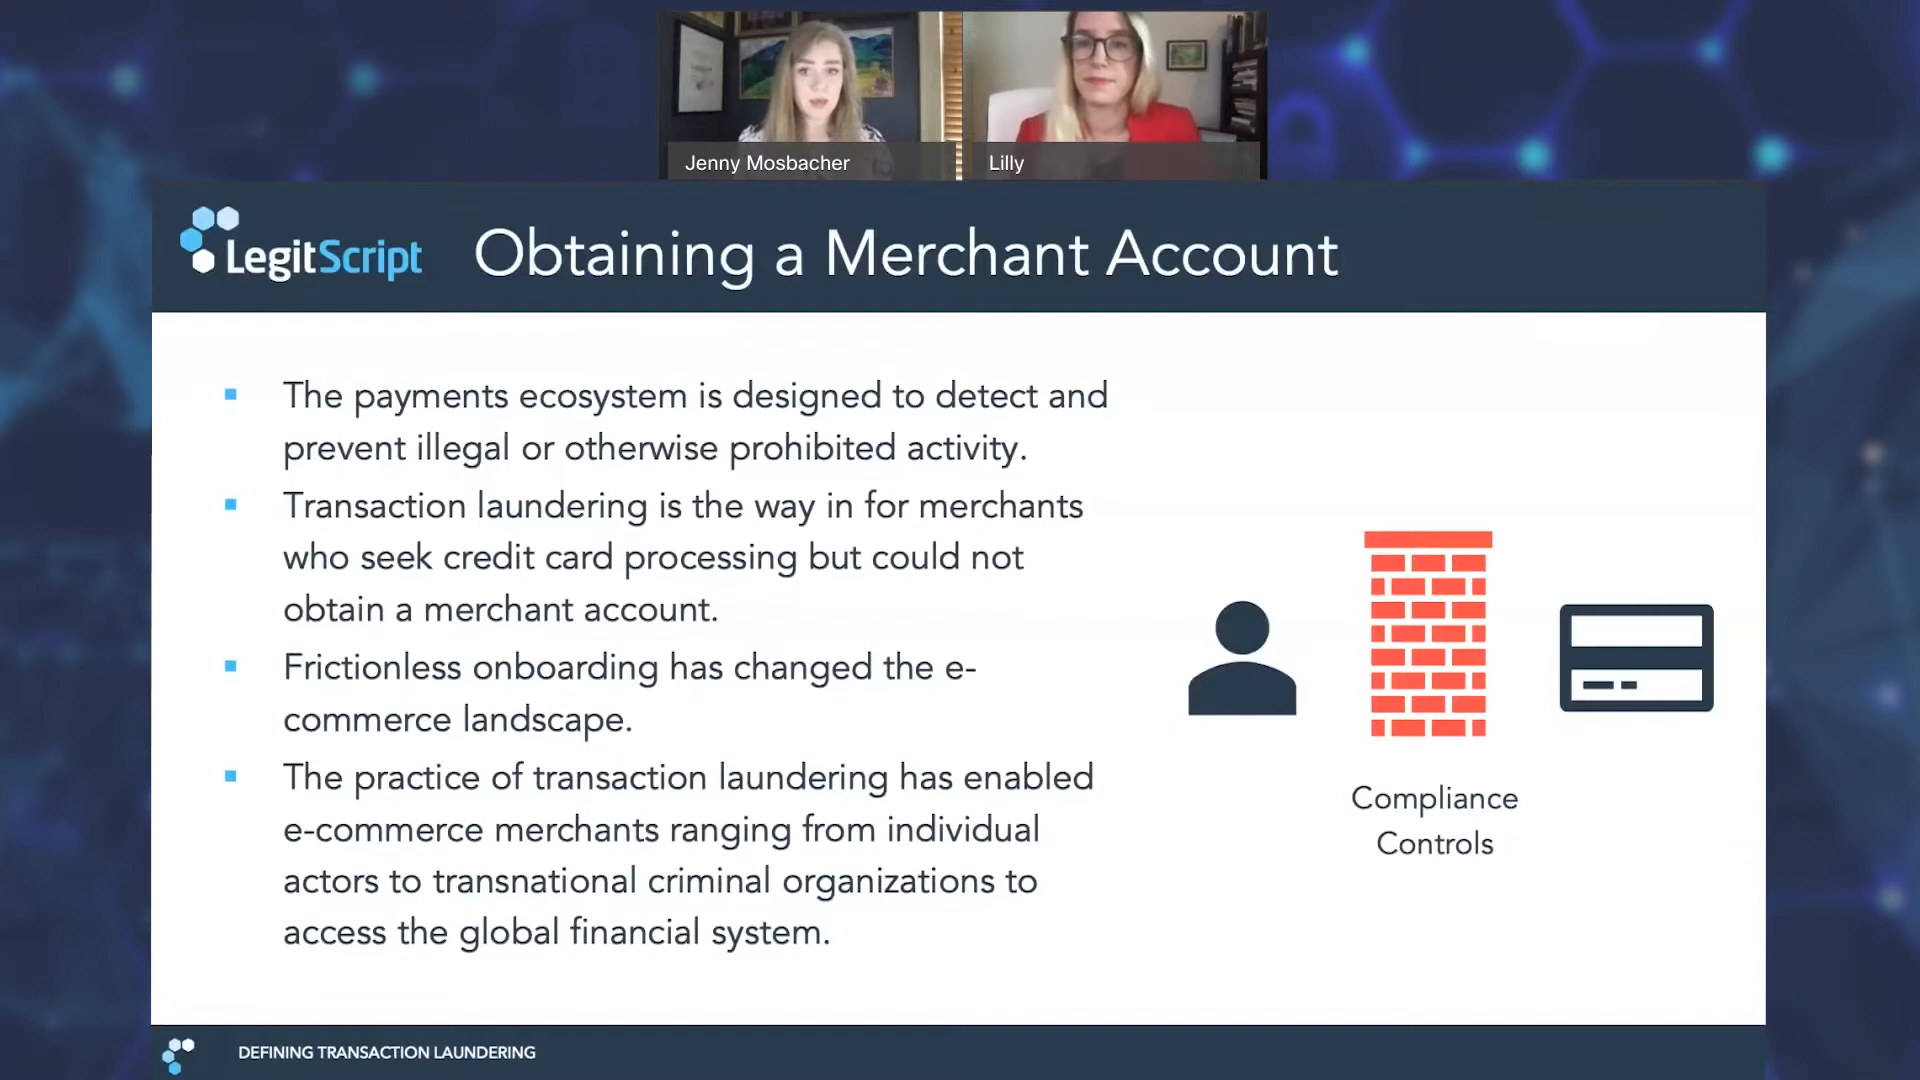 Jenny Mosbacher
Lilly
LegitScript
Obtaining a Merchant Account
The payments ecosystem is designed to detect and
prevent illegal or otherwise prohibited activity.
Transaction laundering is the way in for merchants
who seek credit card processing but could not
obtain a merchant account.
Frictionless onboarding has changed the e-
commerce landscape.
The practice of transaction laundering has enabled
e-commerce merchants ranging from individual
actors to transnational criminal organizations to
access the global financial system.
Compliance
Controls
DEFINING TRANSACTION LAUNDERING